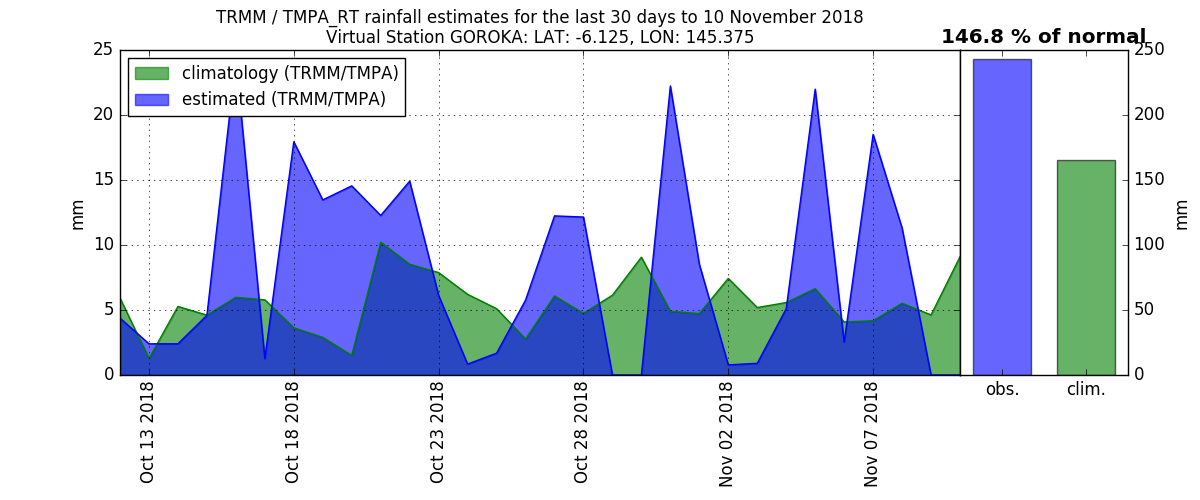 TRMM / TMPA_RT rainfall estimates for the last 30 days to 10 November 2018
Virtual Station GOROKA: LAT: -6.125, LON: 145.375
146.8 % of normal
climatology (TRMM/TMPA)
estimated (TRMM/TMPA)
25
20
15
10
5
0
mm
Oct 13 2018
Oct 18 2018
Oct 23 2018
Oct 28 2018
Nov 02 2018
Nov 07 2018
250
200
150
100
50
0
mm
obs.
clim.